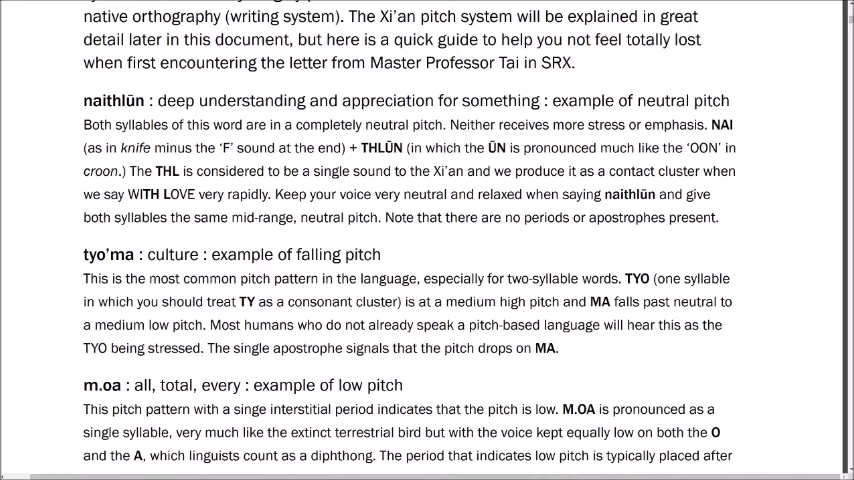 native orthography (writing system). The Xi’an pitch system will be explained in great
detail later in this document, but here is a quick guide to help you not feel totally lost
when first encountering the letter from Master Professor Tai in SRX.
naithlūn : deep understanding and appreciation for something : example of neutral pitch
Both syllables of this word are in a completely neutral pitch. Neither receives more stress or emphasis. NAI
(as in knife minus the ‘F’ sound at the end) + THLŪN (in which the ŪN is pronounced much like the ‘OON’ in
croon.) The THL is considered to be a single sound to the Xi’an and we produce it as a contact cluster when
we say WITH LOVE very rapidly. Keep your voice very neutral and relaxed when saying naithlūn and give
both syllables the same mid-range, neutral pitch. Note that there are no periods or apostrophes present.
tyo’ma : culture : example of falling pitch
This is the most common pitch pattern in the language, especially for two-syllable words. TYO (one syllable
in which you should treat TY as a consonant cluster) is at a medium high pitch and MA falls past neutral to
a medium low pitch. Most humans who do not already speak a pitch-based language will hear this as the
TYO being stressed. The single apostrophe signals that the pitch drops on MA.
m.oa : all, total, every : example of low pitch
This pitch pattern with a singe interstitial period indicates that the pitch is low. M.OA is pronounced as a
single syllable, very much like the extinct terrestrial bird but with the voice kept equally low on both the O
and the A, which linguists count as a diphthong. The period that indicates low pitch is typically placed after